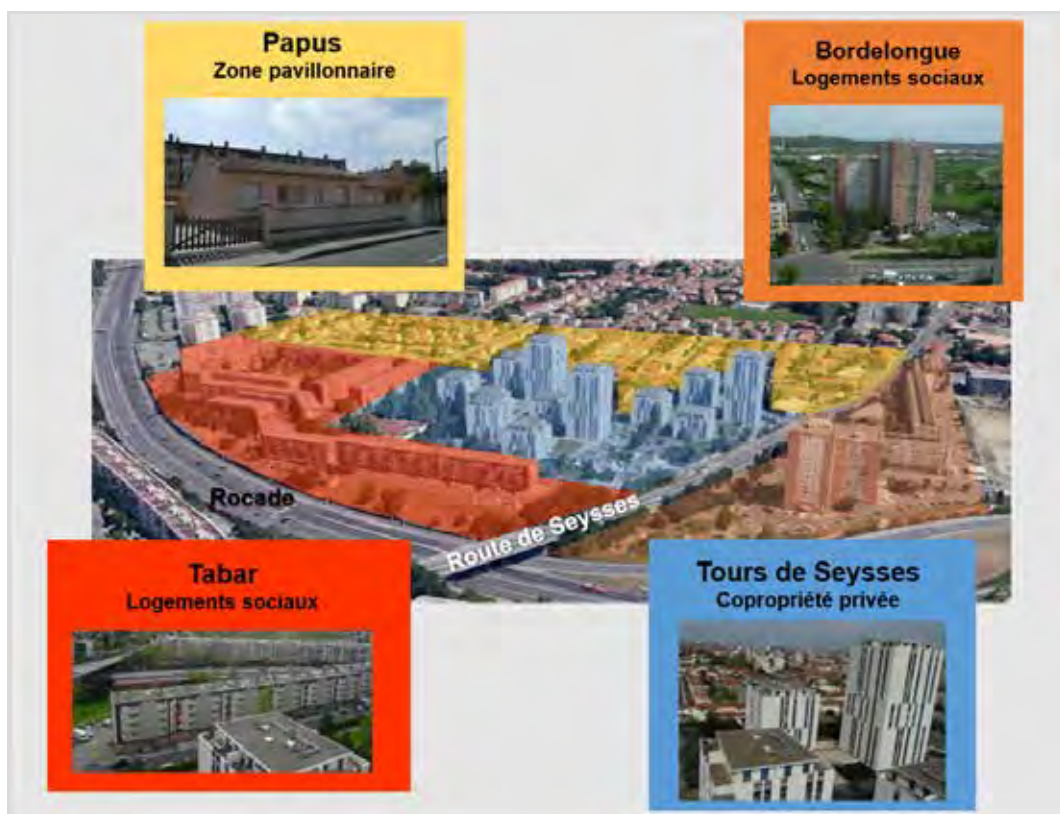 Papus
Zone pavillonnaire
Bordelongue
Logements sociaux
Rocade
Route de Seysses
Tabar
Logements sociaux
Tours de Seysses
Copropriété privée